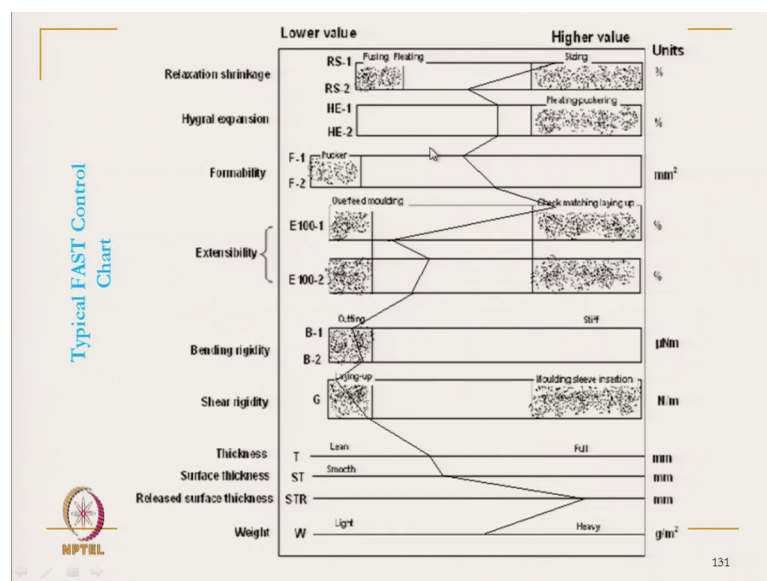 Lower value
Higher value
Units
Relaxation shrinkage
RS-1
Fusing Pleating
Sizing
%
RS-2
Hygral expansion
HE-1
Pleating puckering
%
HE-2
Formability
F-1
Pucker
mm²
F-2
Extensibility
Overfeed moulding
Check matching laying up
E100-1
%
E100-2
%
Bending rigidity
Cutting
Stiff
B-1
µNm
B-2
Shear rigidity
Laying-up
Moulding sleeve insertion
G
N/m
Thickness
T
Lean
Full
mm
Surface thickness
ST
Smooth
mm
Released surface thickness
STR
mm
Weight
W
Light
Heavy
g/m²
Typical FAST Control
Chart
NPTEL
131